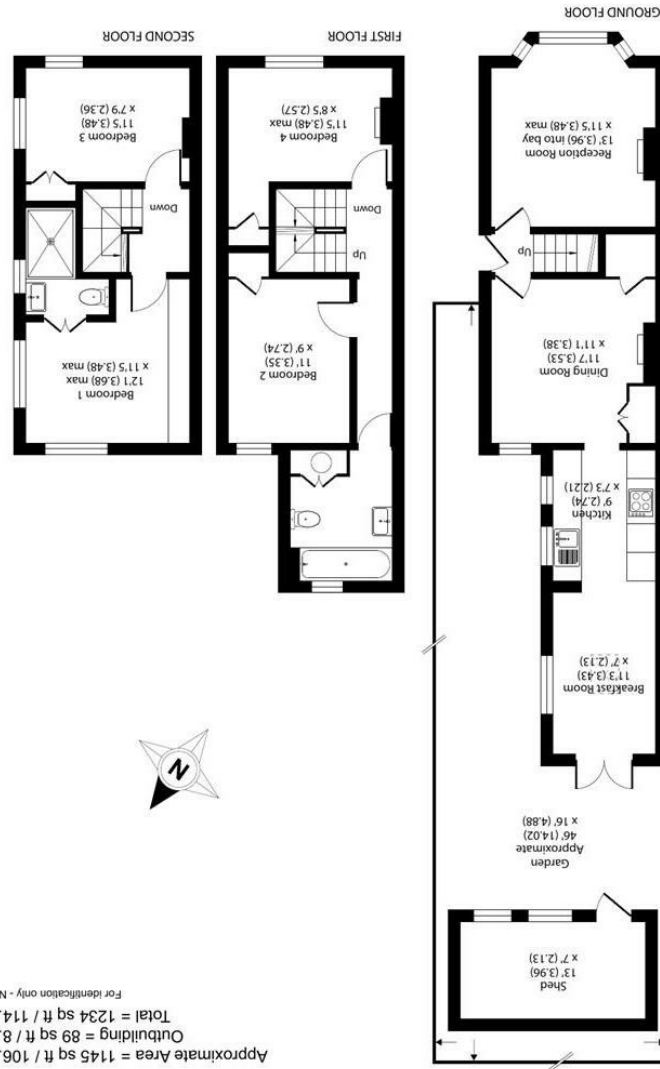 Approximate Area = 1145 sq ft / 106.
Outbuilding = 89 sq ft / 8.
Total = 1234 sq ft / 114.
For identification only - N
Shed
13' (3.96)
x 7' (2.13)
Garden
Approximate
46' (14.02)
x 16' (4.88)
N
Breakfast Room
11'3 (3.43)
x 7' (2.13)
Kitchen
9' (2.74)
x 7'3 (2.21)
Dining Room
11'7 (3.53)
x 11'1 (3.38)
Up
Reception Room
13' (3.96) into bay
x 11'5 (3.48) max
GROUND FLOOR
Bedroom 2
11' (3.35)
x 9' (2.74)
Up
Down
Bedroom 4
11'5 (3.48) max
x 8'5 (2.57)
FIRST FLOOR
Bedroom 1
12'1 (3.68) max
x 11'5 (3.48) max
Down
Bedroom 3
11'5 (3.48)
x 7'9 (2.36)
SECOND FLOOR